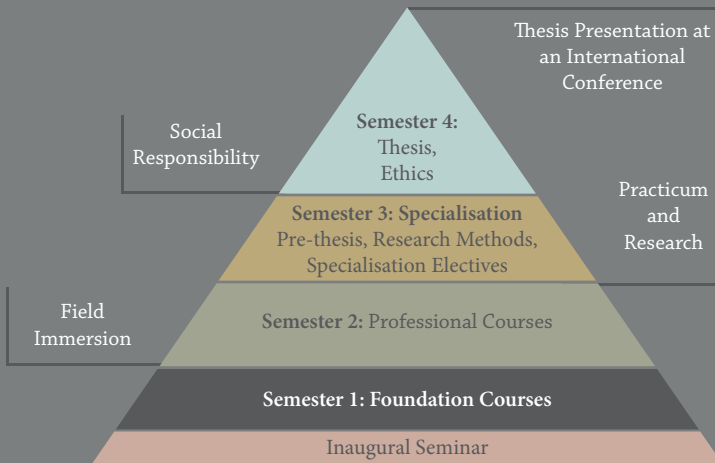 Thesis Presentation at
an International
Conference
Semester 4:
Thesis,
Ethics
Social
Responsibility
Semester 3: Specialisation
Pre-thesis, Research Methods,
Specialisation Electives
Practicum
and
Research
Field
Immersion
Semester 2: Professional Courses
Semester 1: Foundation Courses
Inaugural Seminar